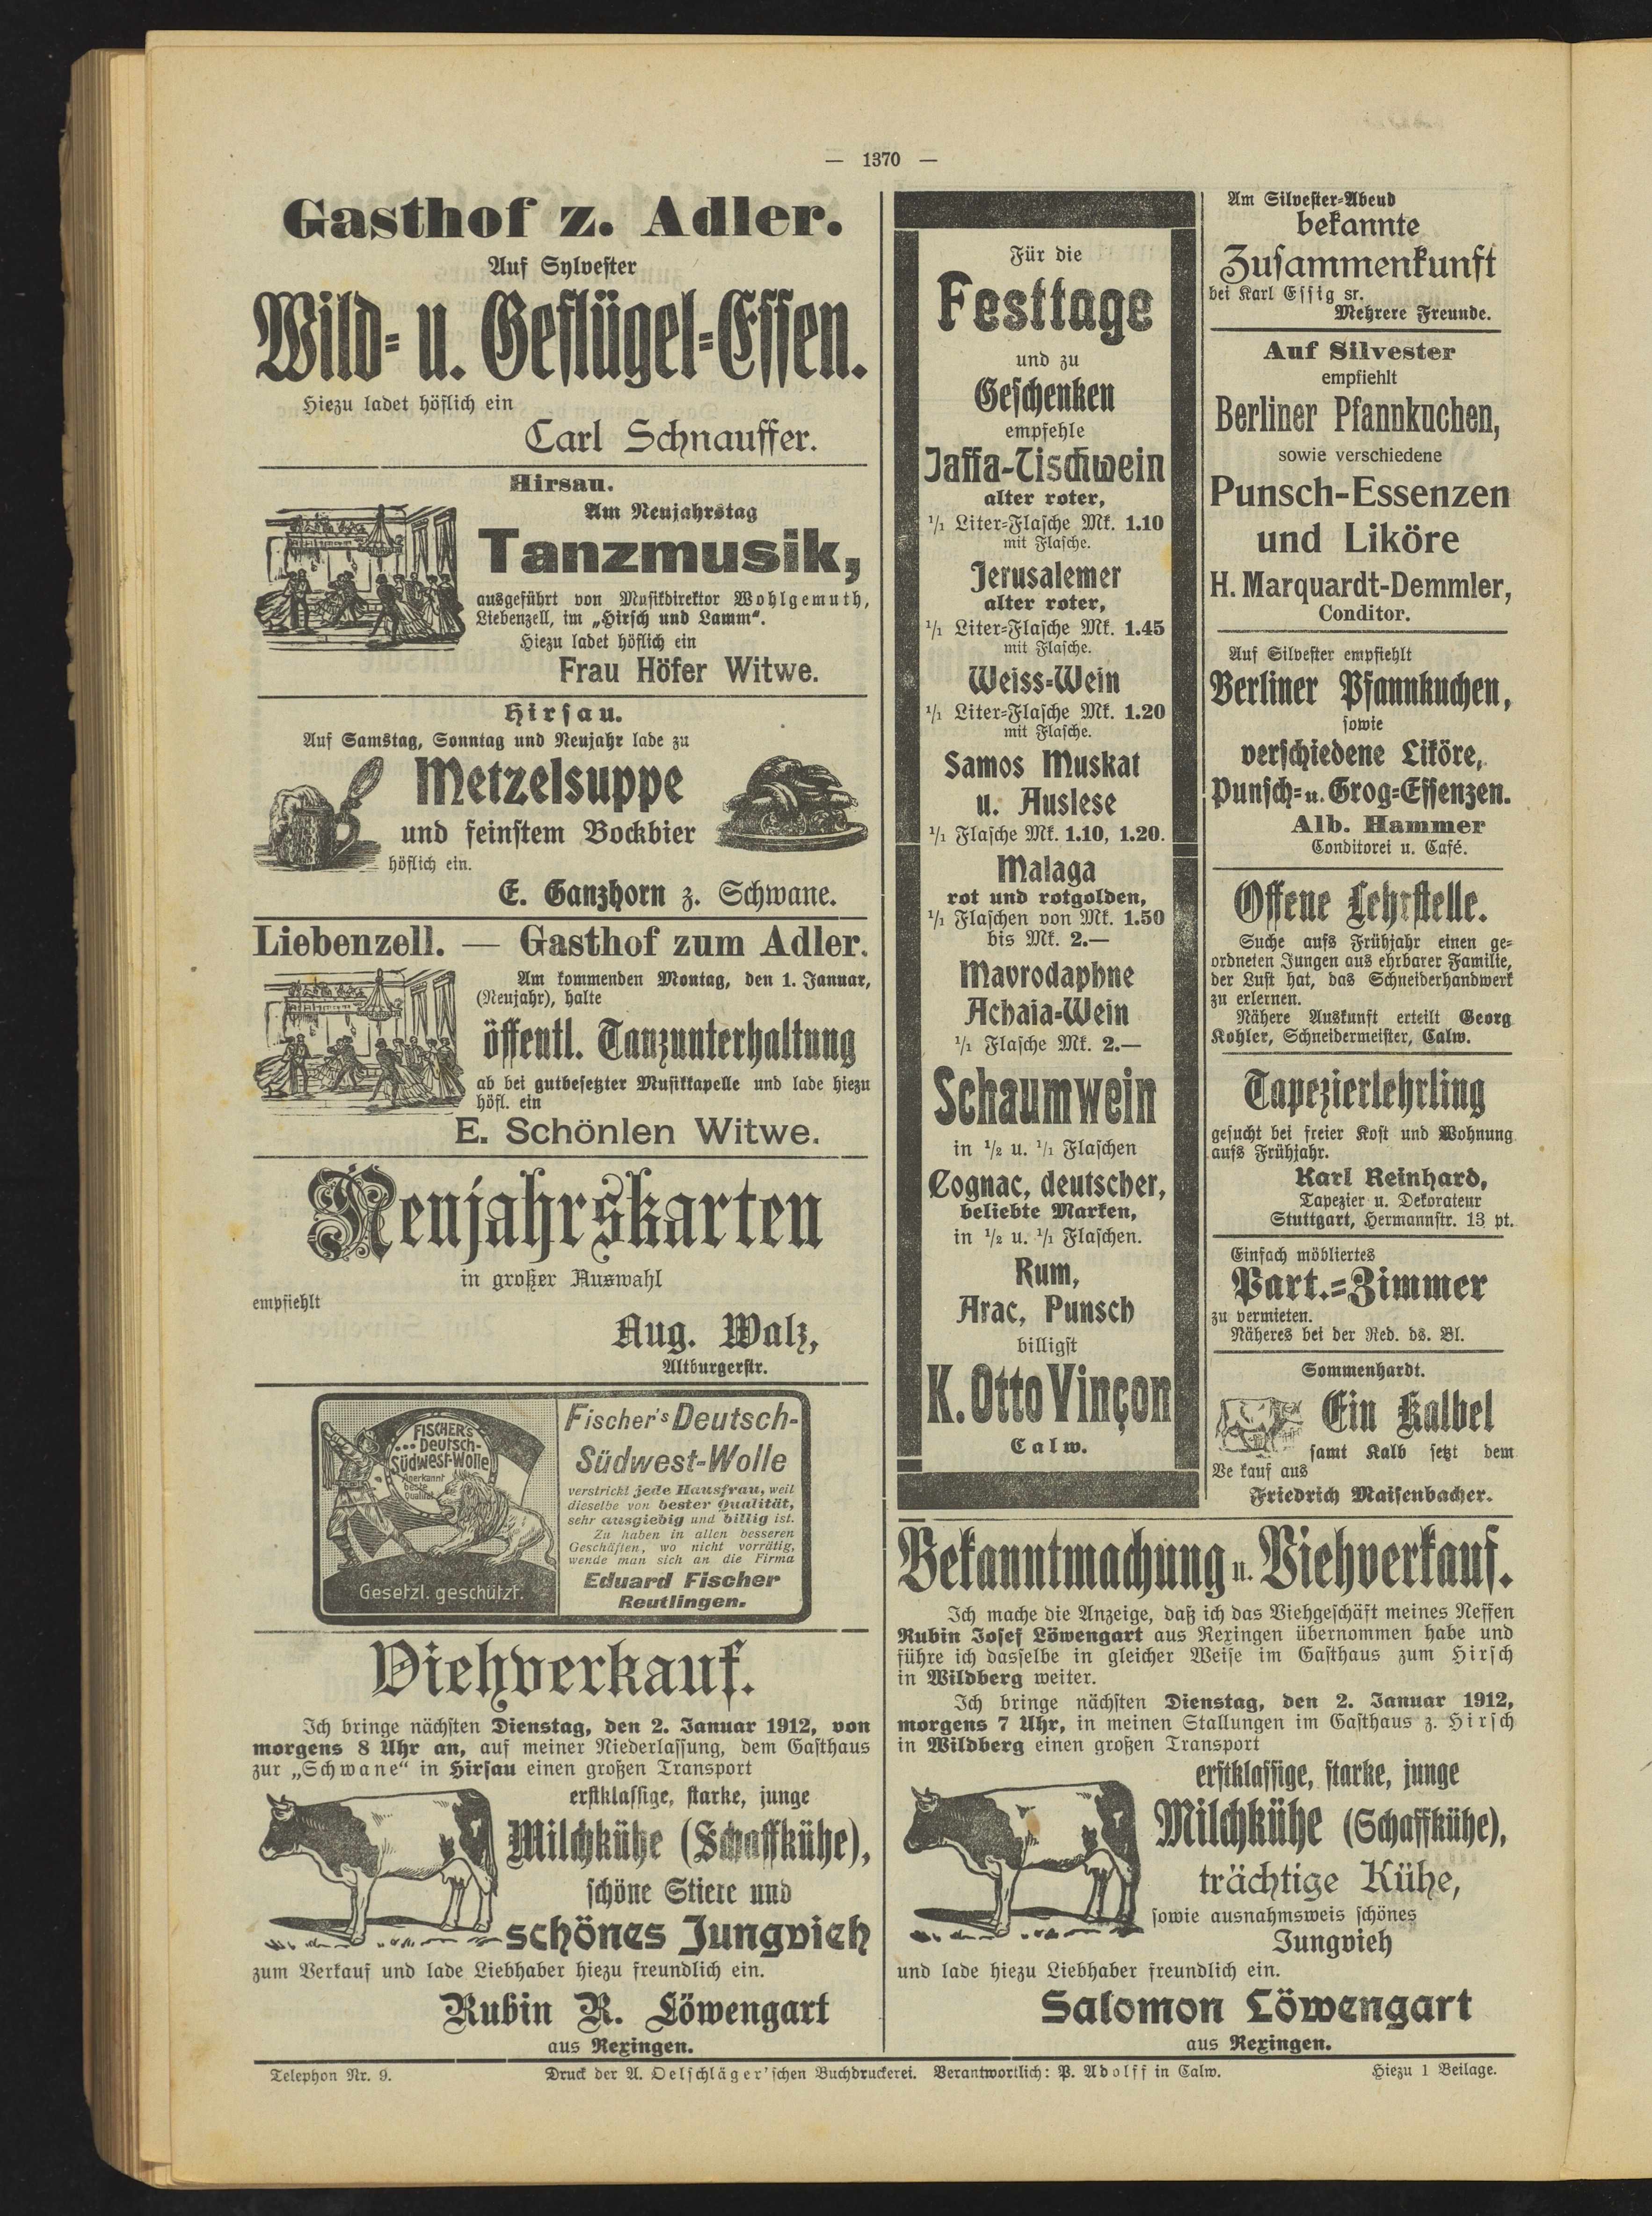 — 1370 —
Gasthof z. Adler.
Auf Sylvester
Wild- u. Geflügel-Essen.
Hiezu ladet höflich ein
Carl Schnauffer.
Hirsau.
Am Neujahrstag
Tanzmusik,
ausgeführt von Musikdirektor Wohlgemuth,
Liebenzell, im „Hirsch und Lamm“.
Hiezu ladet höflich ein
Frau Höfer Witwe.
Hirsau.
Auf Samstag, Sonntag und Neujahr lade zu
Metzelsuppe
und feinstem Bockbier
höflich ein.
E. Ganzhorn z. Schwane.
Liebenzell. — Gasthof zum Adler.
Am kommenden Montag, den 1. Januar,
(Neujahr), halte
öffentl. Tanzunterhaltung
ab bei gutbesetzter Musikkapelle und lade hiezu
höfl. ein
E. Schönlen Witwe.
Neujahrskarten
in großer Auswahl
empfiehlt
Aug. Walz,
Altburgerstr.
FISCHER's
Deutsch-
Südwest-Wolle
Anerkannt
beste
Qualität
Gesetzl. geschützt.
Fischer's Deutsch-
Südwest-Wolle
verstrickt jede Hausfrau, weil
dieselbe von bester Qualität,
sehr ausgiebig und billig ist.
Zu haben in allen besseren
Geschäften, wo nicht vorrätig,
wende man sich an die Firma
Eduard Fischer
Reutlingen.
Viehverkauf.
Ich bringe nächsten Dienstag, den 2. Januar 1912, von
morgens 8 Uhr an, auf meiner Niederlassung, dem Gasthaus
zur „Schwane“ in Hirsau einen großen Transport
erstklassige, starke, junge
Milchkühe (Schaffkühe),
schöne Stiere und
schönes Jungvieh
zum Verkauf und lade Liebhaber hiezu freundlich ein.
Rubin R. Löwengart
aus Rexingen.
Für die
Festtage
und zu
Geschenken
empfehle
Jaffa-Tischwein
alter roter,
1/1 Liter-Flasche Mk. 1.10
mit Flasche.
Jerusalemer
alter roter,
1/1 Liter-Flasche Mk. 1.45
mit Flasche.
Weiss-Wein
1/1 Liter-Flasche Mk. 1.20
mit Flasche.
Samos Muskat
u. Auslese
1/1 Flasche Mk. 1.10, 1.20.
Malaga
rot und rotgolden,
1/1 Flaschen von Mk. 1.50
bis Mk. 2.—
Mavrodaphne
Achaia-Wein
1/1 Flasche Mk. 2.—
Schaumwein
in 1/2 u. 1/1 Flaschen
Cognac, deutscher,
beliebte Marken,
in 1/2 u. 1/1 Flaschen.
Rum,
Arac, Punsch
billigst
K. Otto Vinçon
Calw.
Am Silvester-Abend
bekannte
Zusammenkunft
bei Karl Essig sr.
Mehrere Freunde.
Auf Silvester
empfiehlt
Berliner Pfannkuchen,
sowie verschiedene
Punsch-Essenzen
und Liköre
H. Marquardt-Demmler,
Conditor.
Auf Silvester empfiehlt
Berliner Pfannkuchen,
sowie
verschiedene Liköre,
Punsch- u. Grog-Essenzen.
Alb. Hammer
Conditorei u. Café.
Offene Lehrstelle.
Suche aufs Frühjahr einen ge-
ordneten Jungen aus ehrbarer Familie,
der Lust hat, das Schneiderhandwerk
zu erlernen.
Nähere Auskunft erteilt Georg
Kohler, Schneidermeister, Calw.
Tapezierlehrling
gesucht bei freier Kost und Wohnung
aufs Frühjahr.
Karl Reinhard,
Tapezier u. Dekorateur
Stuttgart, Hermannstr. 13 pt.
Einfach möbliertes
Part.-Zimmer
zu vermieten.
Näheres bei der Red. ds. Bl.
Sommenhardt.
Ein Kalbel
samt Kalb setzt dem
Ve kauf aus
Friedrich Maisenbacher.
Bekanntmachung u. Viehverkauf.
Ich mache die Anzeige, daß ich das Viehgeschäft meines Neffen
Rubin Josef Löwengart aus Rexingen übernommen habe und
führe ich dasselbe in gleicher Weise im Gasthaus zum Hirsch
in Wildberg weiter.
Ich bringe nächsten Dienstag, den 2. Januar 1912,
morgens 7 Uhr, in meinen Stallungen im Gasthaus z. Hirsch
in Wildberg einen großen Transport
erstklassige, starke, junge
Milchkühe (Schaffkühe),
trächtige Kühe,
sowie ausnahmsweis schönes
Jungvieh
und lade hiezu Liebhaber freundlich ein.
Salomon Löwengart
aus Rexingen.
Telephon Nr. 9. Druck der A. Oelschläger'schen Buchdruckerei. Verantwortlich: P. Adolff in Calw. Hiezu 1 Beilage.